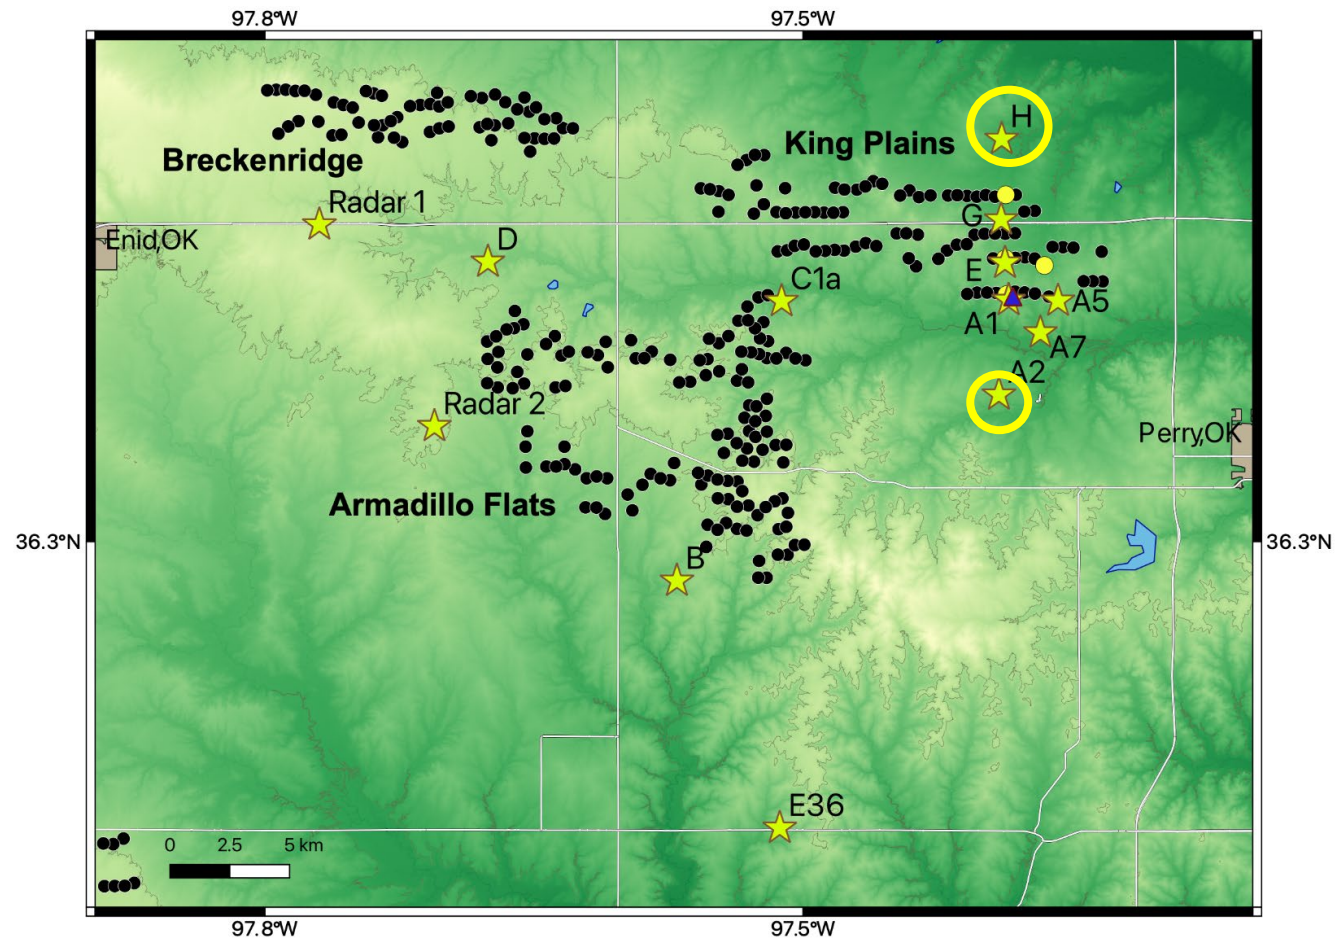 97.8°W 97.5°W
H
King Plains
Breckenridge
Radar 1
G
Enid,OK
D
E
C1a
A5
A1
A7
A2
Radar 2
Perry,OK
Armadillo Flats
36.3°N 36.3°N
B
E36
0 2.5 5 km
97.8°W 97.5°W